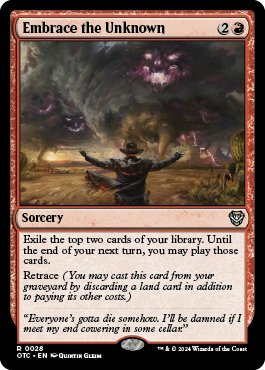 Embrace the Unknown 2
Sorcery
Exile the top two cards of your library. Until
the end of your next turn, you may play those
cards.
Retrace (You may cast this card from your
graveyard by discarding a land card in addition
to paying its other costs.)
“Everyone’s gotta die somehow. I’ll be damned if I
meet my end cowering in some cellar.”
R 0028
OTC • EN Quintin Gleim
™ & © 2024 Wizards of the Coast